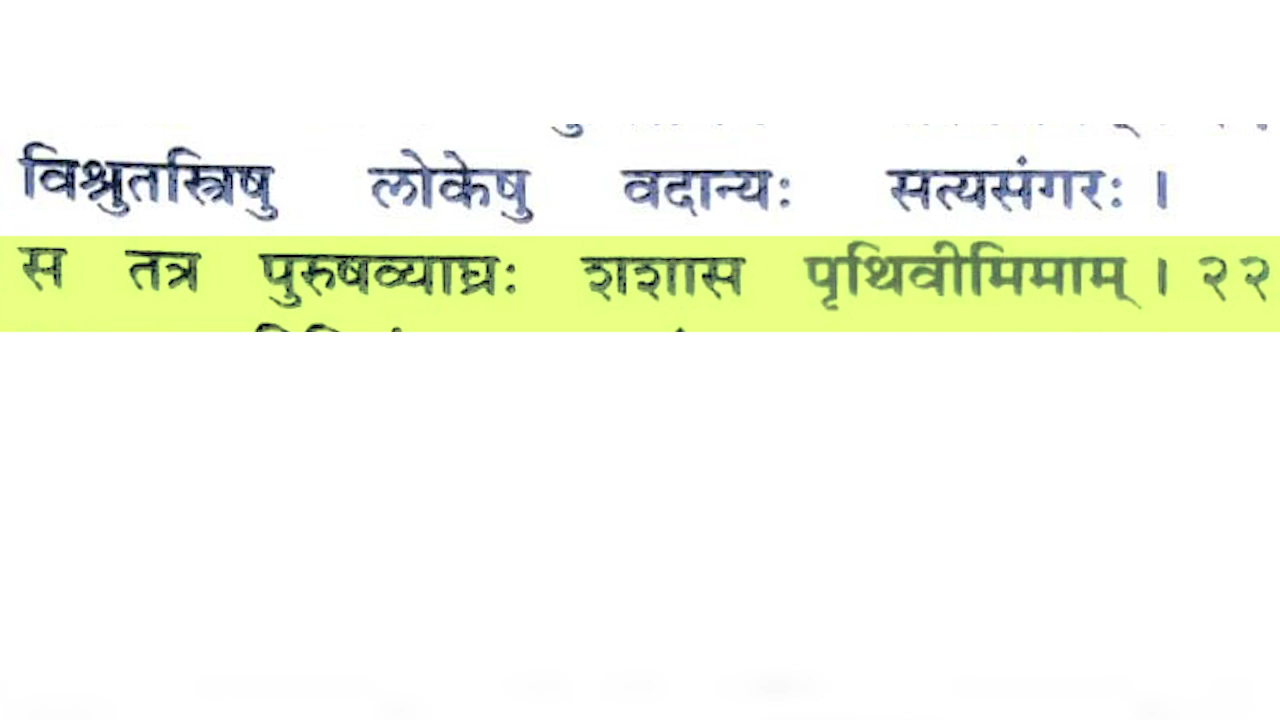 विश्रुतस्त्रिषु लोकेषु वदान्यः सत्यसंगरः ।
स तत्र पुरुषव्याघ्रः शशास पृथिवीमिमाम् । २२